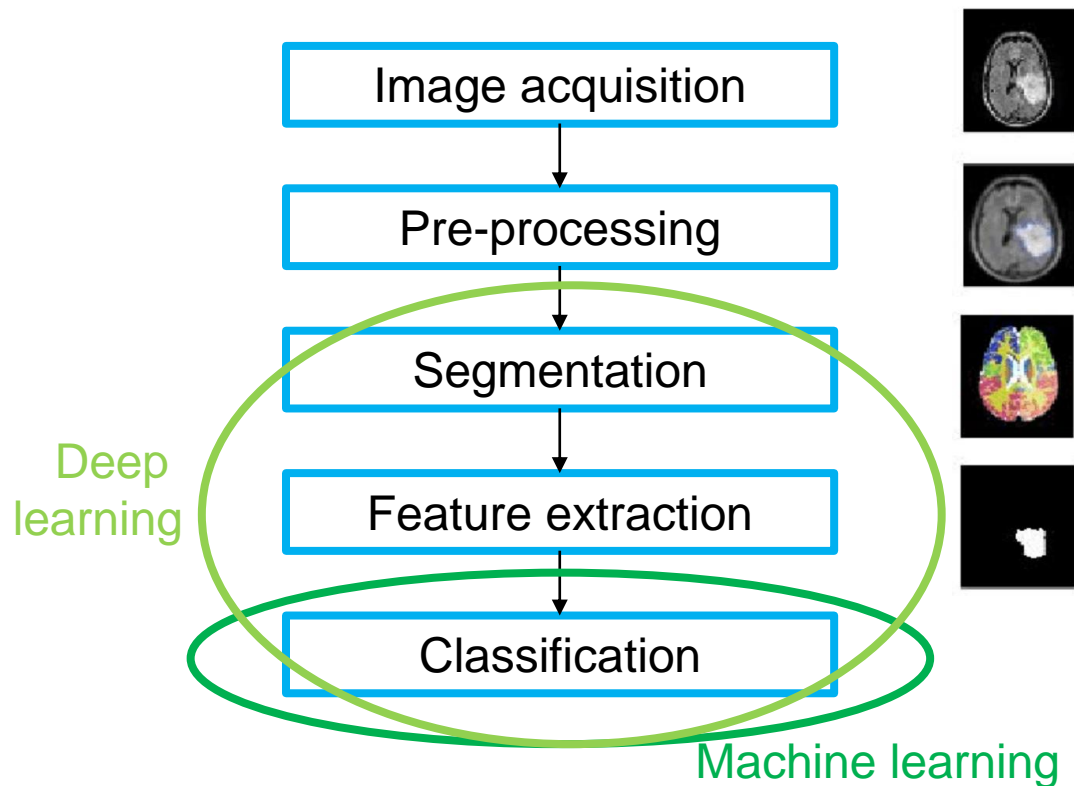 Image acquisition
Pre-processing
Segmentation
Deep
learning
Feature extraction
Classification
Machine learning